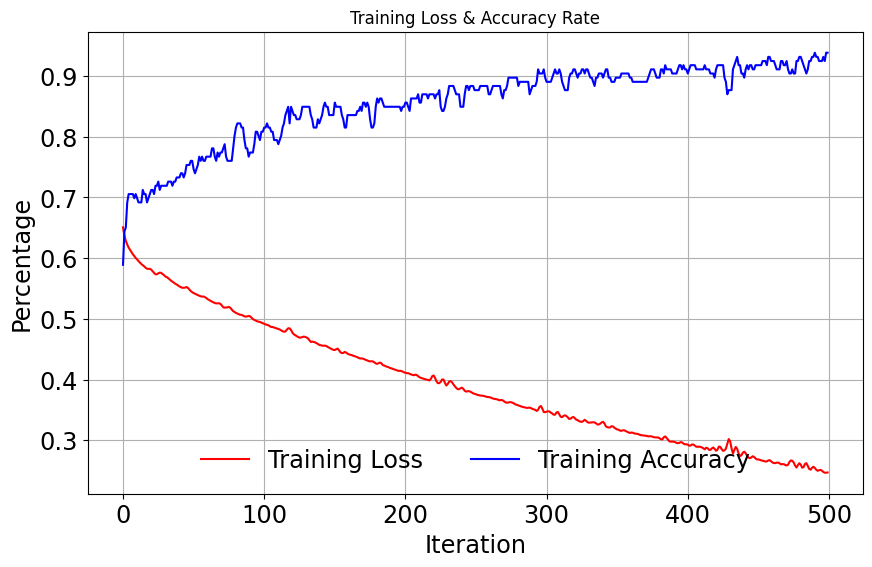 Training Loss & Accuracy Rate
Percentage
0.9
0.8
0.7
0.6
0.5
0.4
0.3
Training Loss Training Accuracy
0 100 200 300 400 500
Iteration